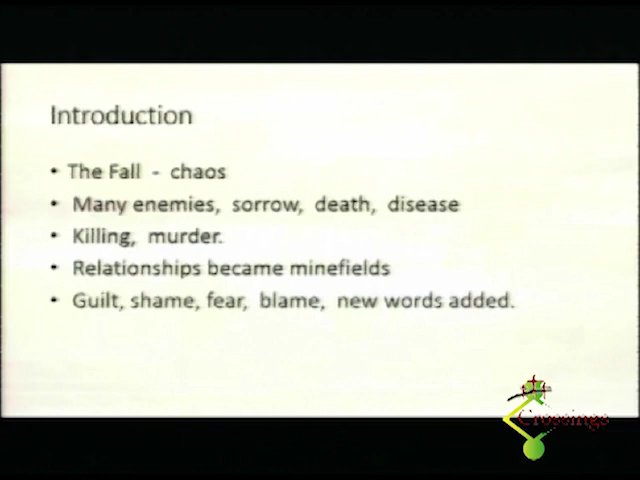 Introduction
• The Fall - chaos
• Many enemies, sorrow, death, disease
• Killing, murder.
• Relationships became minefields
• Guilt, shame, fear, blame, new words added.
Crossings